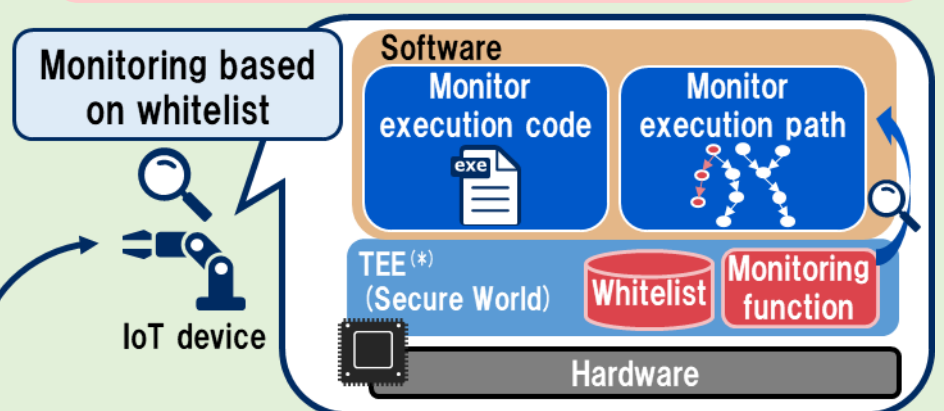 Monitoring based
on whitelist
IoT device
Software
Monitor
execution code
exe
Monitor
execution path
TEE(*)
(Secure World)
Whitelist
Monitoring
function
Hardware